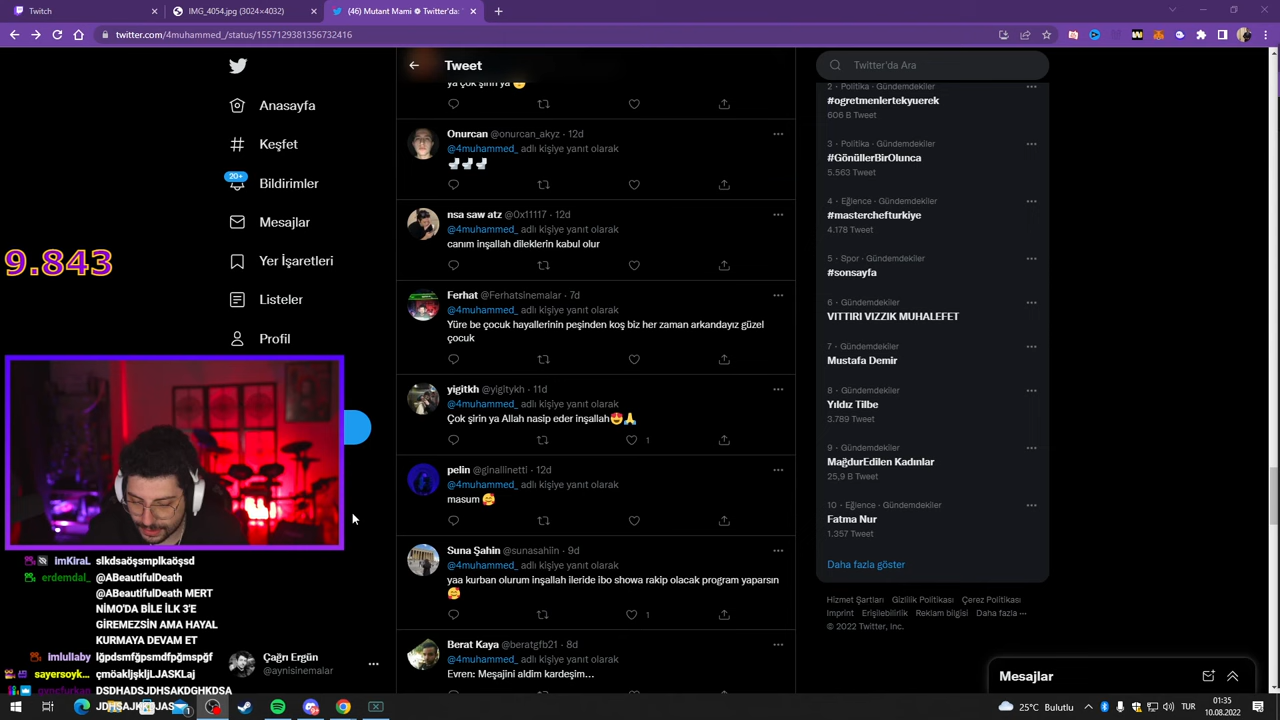 Twitch
IMG_4054.jpg (3024×4032)
(46) Mutant Mami @ Twitter'da:
twitter.com/4muhammed_/status/1557129381356732416
Anasayfa
Keşfet
20+
Bildirimler
Mesajlar
Yer İşaretleri
Listeler
Profil
9.843
Tweet
ya çok şirin ya
Onurcan @onurcan_akyz · 12d
@4muhammed_ adlı kişiye yanıt olarak
nsa saw atz @0x11117 · 12d
@4muhammed_ adlı kişiye yanıt olarak
canım inşallah dileklerin kabul olur
Ferhat @Ferhatsinemalar · 7d
@4muhammed_ adlı kişiye yanıt olarak
Yüre be çocuk hayallerinin peşinden koş biz her zaman arkandayız güzel
çocuk
yigitkh @yigitykh · 11d
@4muhammed_ adlı kişiye yanıt olarak
Çok şirin ya Allah nasip eder inşallah😍🙏
1
pelin @ginallinetti · 12d
@4muhammed_ adlı kişiye yanıt olarak
masum 🥰
Suna Şahin @sunasahiin · 9d
@4muhammed_ adlı kişiye yanıt olarak
yaa kurban olurum inşallah ileride ibo showa rakip olacak program yaparsın
🥰
1
Berat Kaya @beratgfb21 · 8d
@4muhammed_ adlı kişiye yanıt olarak
Evren: Mesajini aldim kardeşim...
Twitter'da Ara
2 · Politika · Gündemdekiler
#ogretmenlertekyuerek
606 B Tweet
3 · Politika · Gündemdekiler
#GönüllerBirOlunca
5.563 Tweet
4 · Eğlence · Gündemdekiler
#masterchefturkiye
4.178 Tweet
5 · Spor · Gündemdekiler
#sonsayfa
6 · Gündemdekiler
VITTIRI VIZZIK MUHALEFET
7 · Gündemdekiler
Mustafa Demir
8 · Gündemdekiler
Yıldız Tilbe
3.789 Tweet
9 · Gündemdekiler
MağdurEdilen Kadınlar
25,9 B Tweet
10 · Eğlence · Gündemdekiler
Fatma Nur
1.357 Tweet
Daha fazla göster
Hizmet Şartları Gizlilik Politikası Çerez Politikası
Imprint Erişilebilirlik Reklam bilgisi Daha fazla ···
© 2022 Twitter, Inc.
Mesajlar
ImKiraL slkdsaöşsmplkaöşsd
erdemdal_ @ABeautifulDeath
@ABeautifulDeath MERT
NİMO'DA BİLE İLK 3'E
GİREMEZSİN AMA HAYAL
KURMAYA DEVAM ET
imlullaby lğpdsmfğpsmdfpğmspğf
sayersoyk... çmöakljşkljLJASKLaj
DSDHADSJDHSAKDGHKDSA
JDHSAJKKBSJAS
Çağrı Ergün
@aynisinemalar
1
25°C Bulutlu
TUR
01:35
10.08.2022